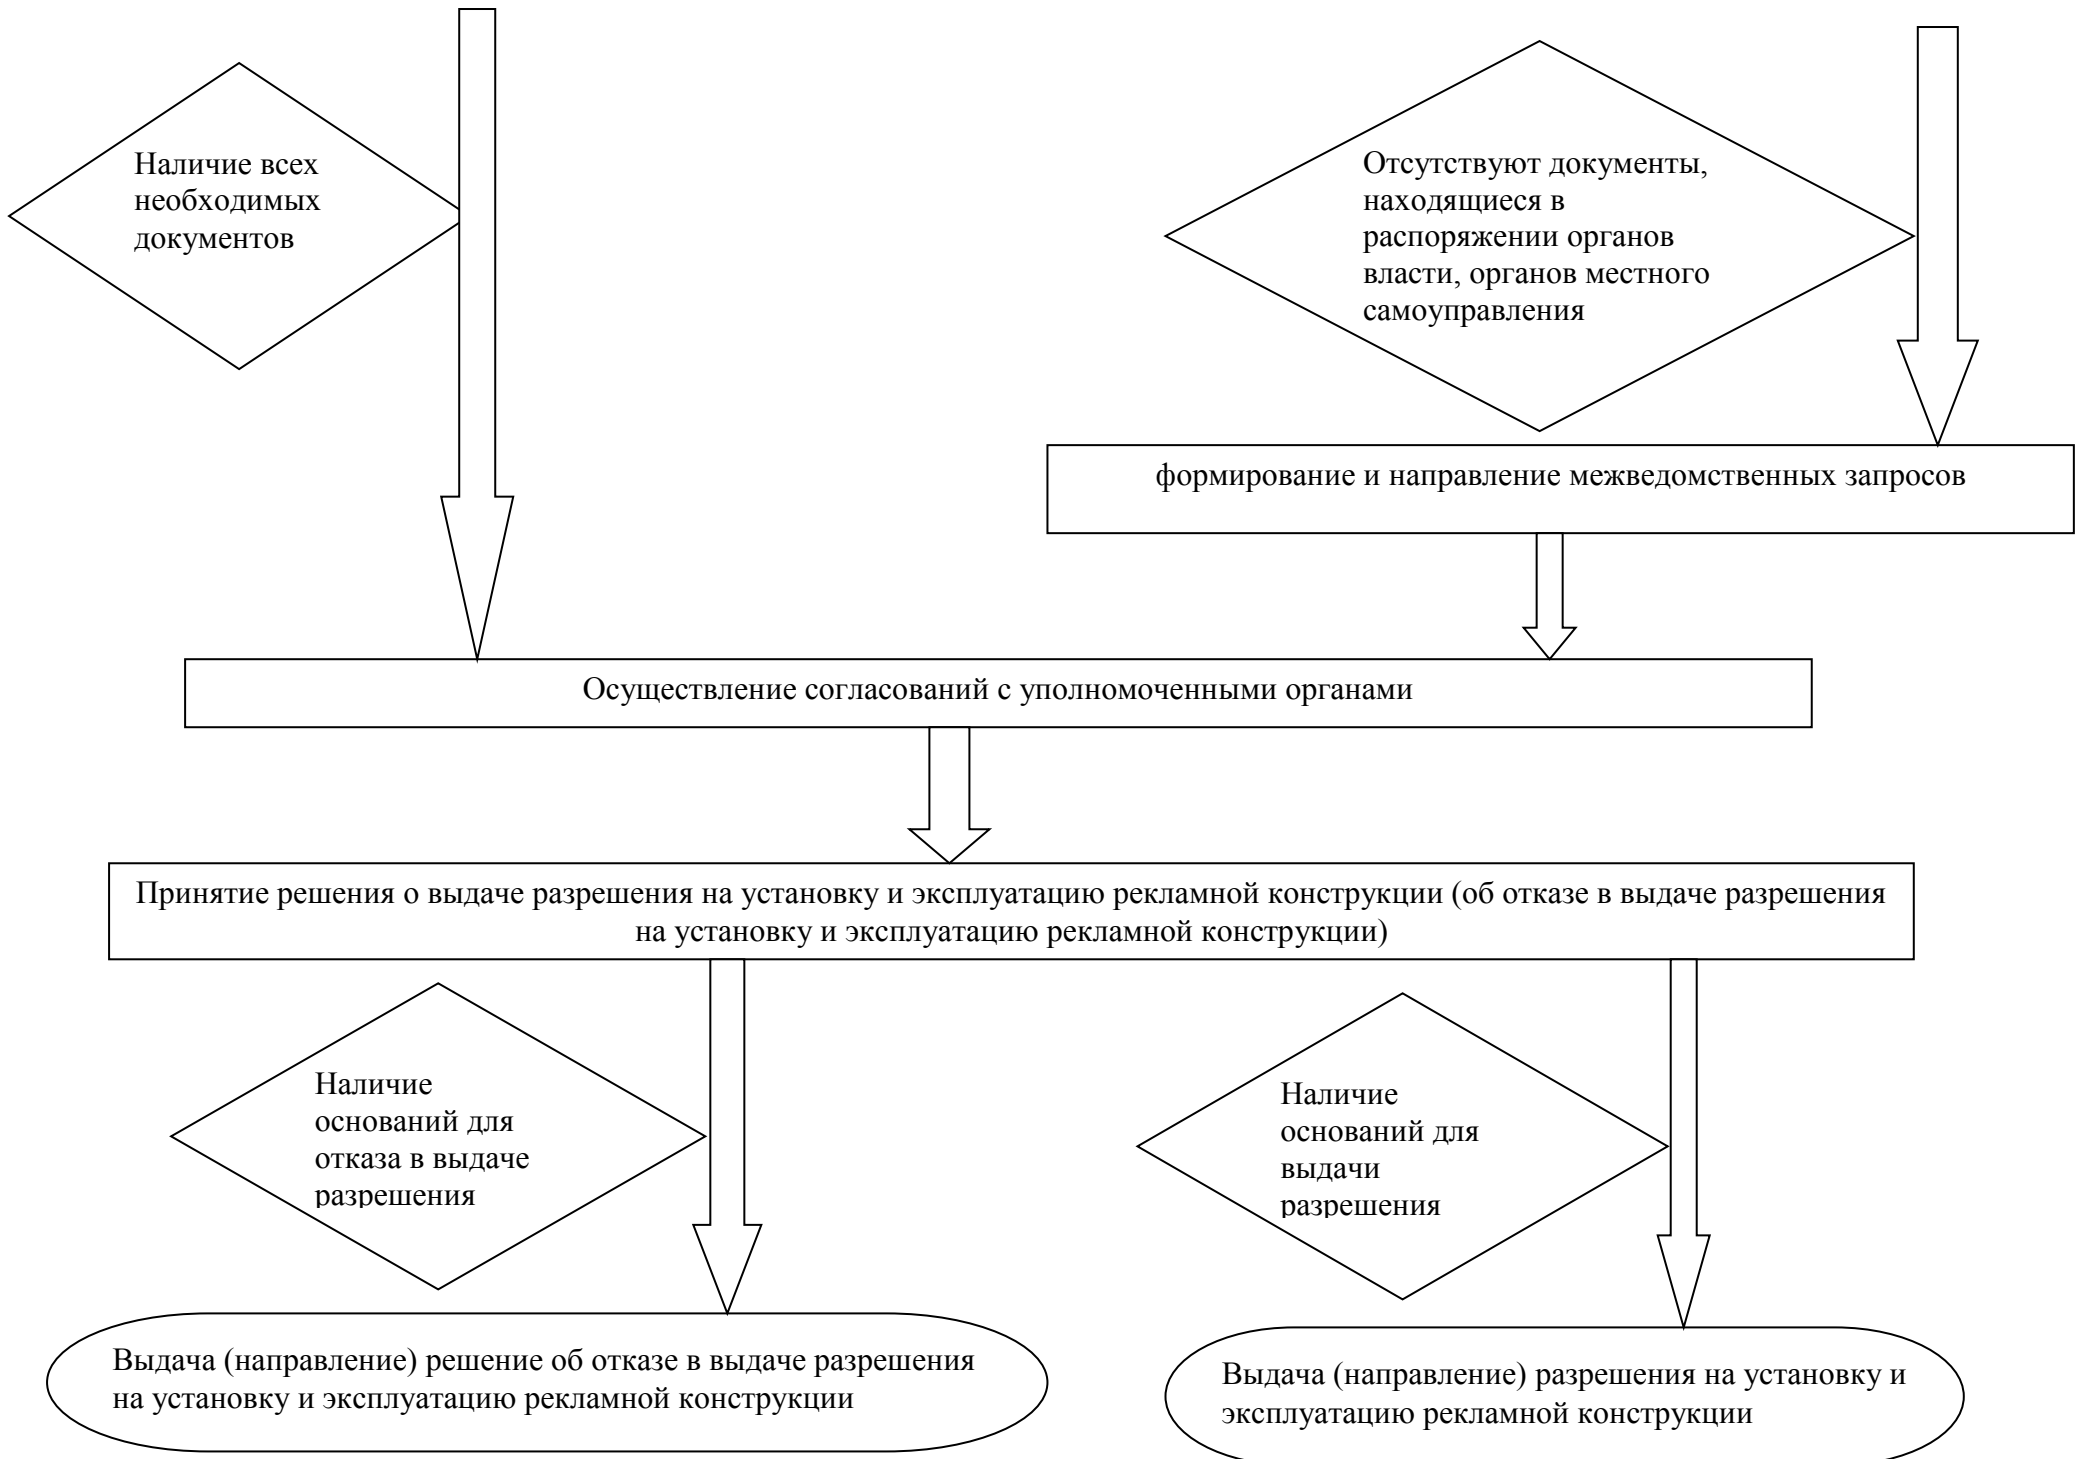 Наличие всех
необходимых
документов
Отсутствуют документы,
находящиеся в
распоряжении органов
власти, органов местного
самоуправления
формирование и направление межведомственных запросов
Осуществление согласований с уполномоченными органами
Принятие решения о выдаче разрешения на установку и эксплуатацию рекламной конструкции (об отказе в выдаче разрешения
на установку и эксплуатацию рекламной конструкции)
Наличие
оснований для
отказа в выдаче
разрешения
Наличие
оснований для
выдачи
разрешения
Выдача (направление) решение об отказе в выдаче разрешения
на установку и эксплуатацию рекламной конструкции
Выдача (направление) разрешения на установку и
эксплуатацию рекламной конструкции